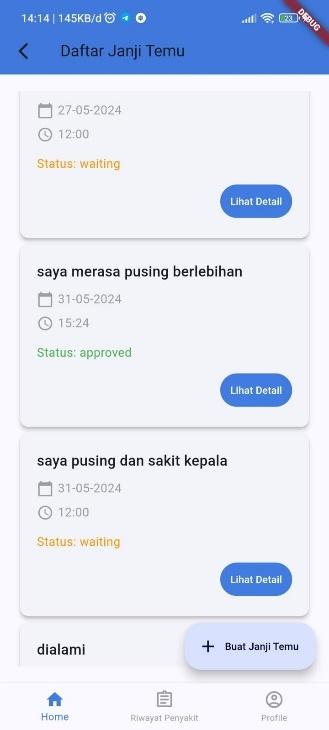 14:14 | 145KB/d
23
DEBUG
Daftar Janji Temu
27-05-2024
12:00
Status: waiting
Lihat Detail
saya merasa pusing berlebihan
31-05-2024
15:24
Status: approved
Lihat Detail
saya pusing dan sakit kepala
31-05-2024
12:00
Status: waiting
Lihat Detail
dialami
+ Buat Janji Temu
Home
Riwayat Penyakit
Profile